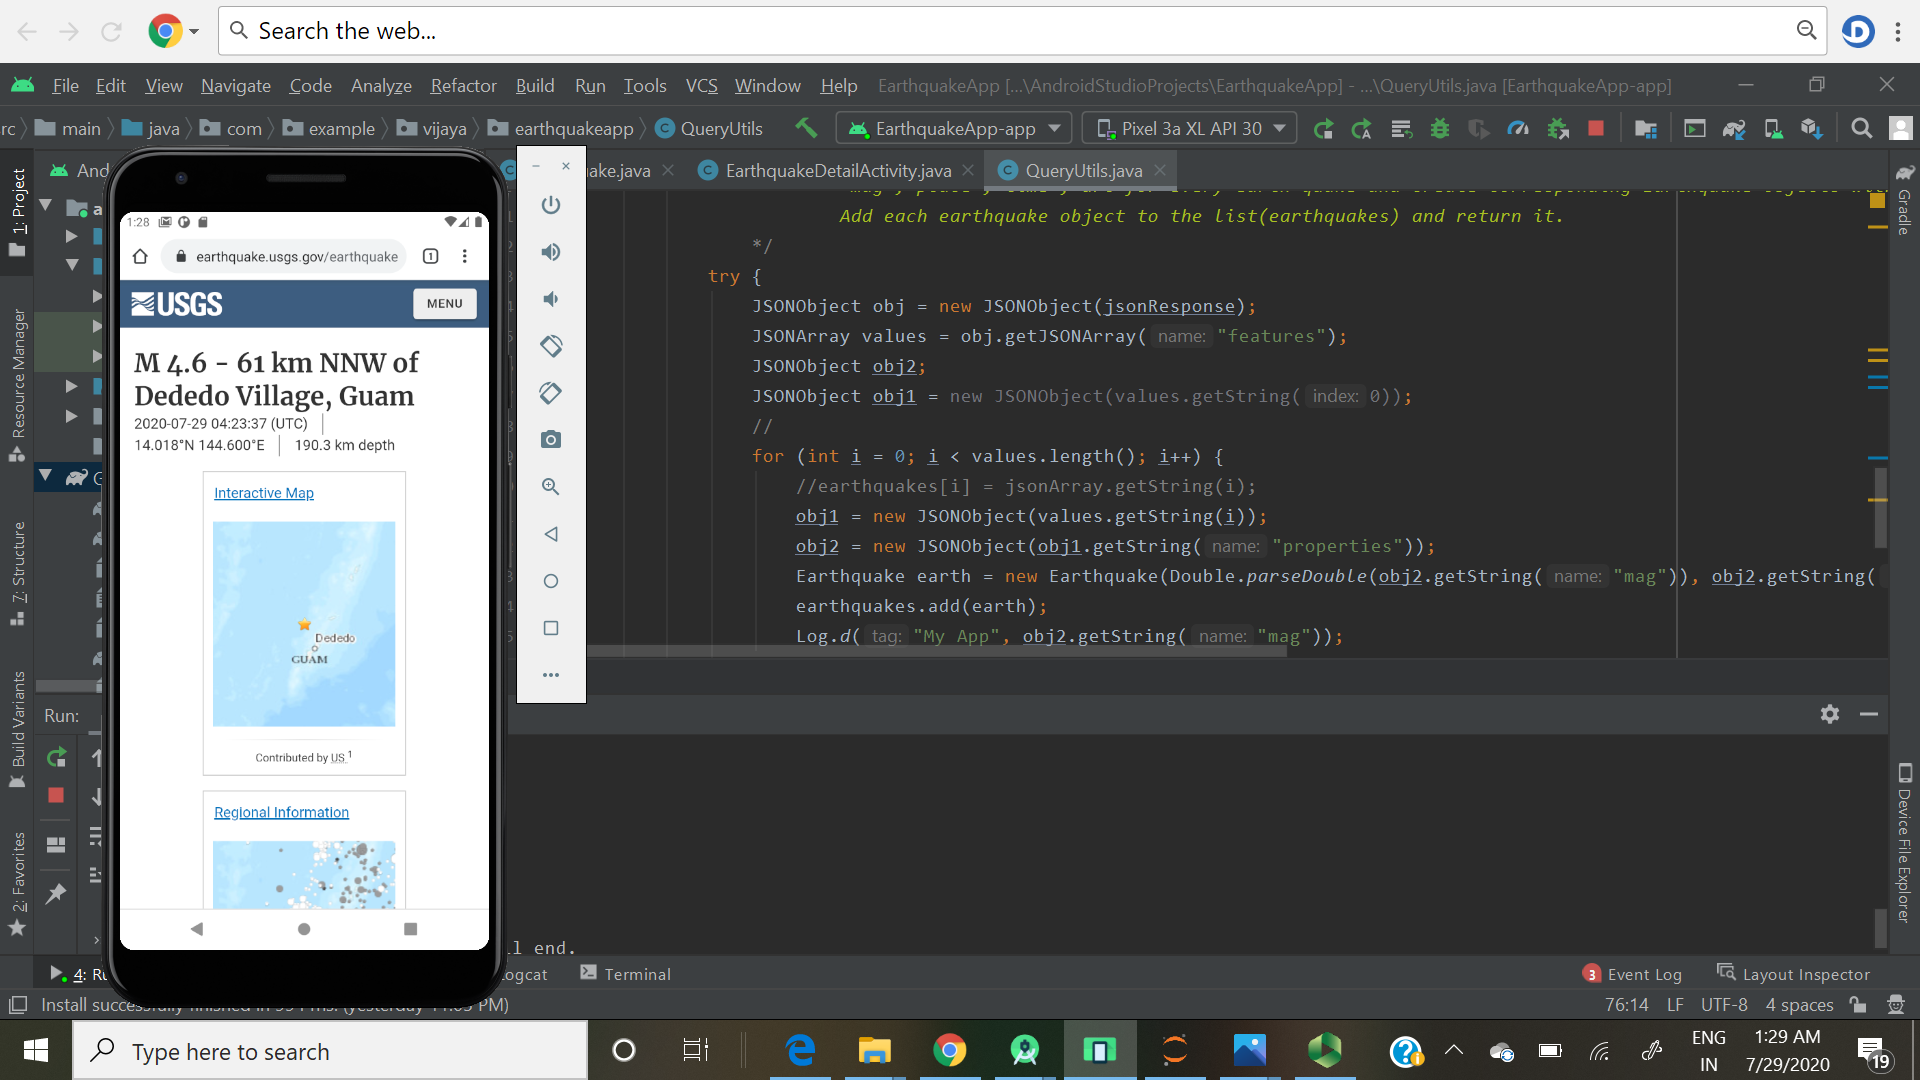 Search the web...
File Edit View Navigate Code Analyze Refactor Build Run Tools VCS Window Help EarthquakeApp [...\AndroidStudioProjects\EarthquakeApp] - ...\QueryUtils.java [EarthquakeApp-app]
rc main java com example vijaya earthquakeapp QueryUtils EarthquakeApp-app Pixel 3a XL API 30
And
ake.java EarthquakeDetailActivity.java QueryUtils.java
Add each earthquake object to the list(earthquakes) and return it.
*/
try {
JSONObject obj = new JSONObject(jsonResponse);
JSONArray values = obj.getJSONArray( name: "features");
JSONObject obj2;
JSONObject obj1 = new JSONObject(values.getString( index: 0));
//
for (int i = 0; i < values.length(); i++) {
//earthquakes[i] = jsonArray.getString(i);
obj1 = new JSONObject(values.getString(i));
obj2 = new JSONObject(obj1.getString( name: "properties"));
Earthquake earth = new Earthquake(Double.parseDouble(obj2.getString( name: "mag")), obj2.getString(
earthquakes.add(earth);
Log.d( tag: "My App", obj2.getString( name: "mag"));
1: Project
Resource Manager
7: Structure
Build Variants
2: Favorites
Gradle
Device File Explorer
1:28
earthquake.usgs.gov/earthquake 1
USGS MENU
M 4.6 - 61 km NNW of
Dededo Village, Guam
2020-07-29 04:23:37 (UTC)
14.018°N 144.600°E 190.3 km depth
Interactive Map
Dededo
GUAM
Contributed by US 1
Regional Information
Run:
ll end.
4: Ru ogcat Terminal 3 Event Log Layout Inspector
76:14 LF UTF-8 4 spaces
Type here to search
ENG
IN
1:29 AM
7/29/2020
19